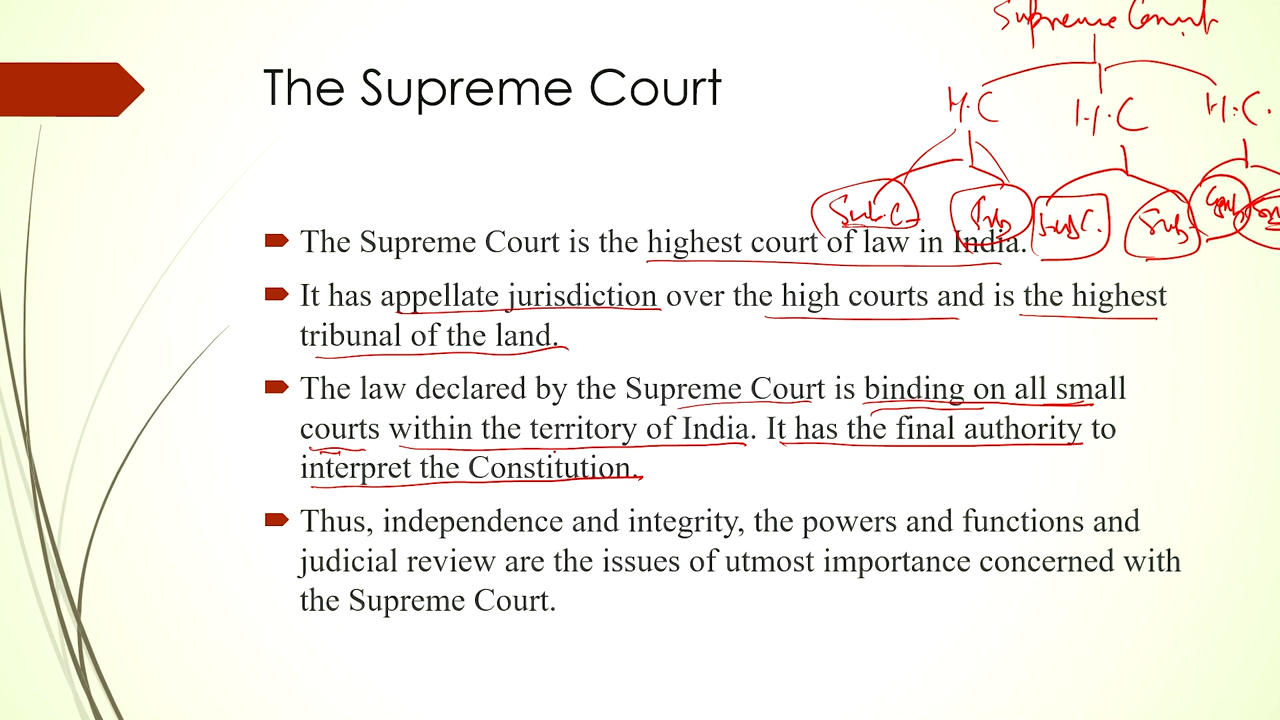 Supreme Court
The Supreme Court
H.C H.C H.C.
Sub.C. Sub Sub C. Sub.
The Supreme Court is the highest court of law in India.
It has appellate jurisdiction over the high courts and is the highest
tribunal of the land.
The law declared by the Supreme Court is binding on all small
courts within the territory of India. It has the final authority to
interpret the Constitution.
Thus, independence and integrity, the powers and functions and
judicial review are the issues of utmost importance concerned with
the Supreme Court.